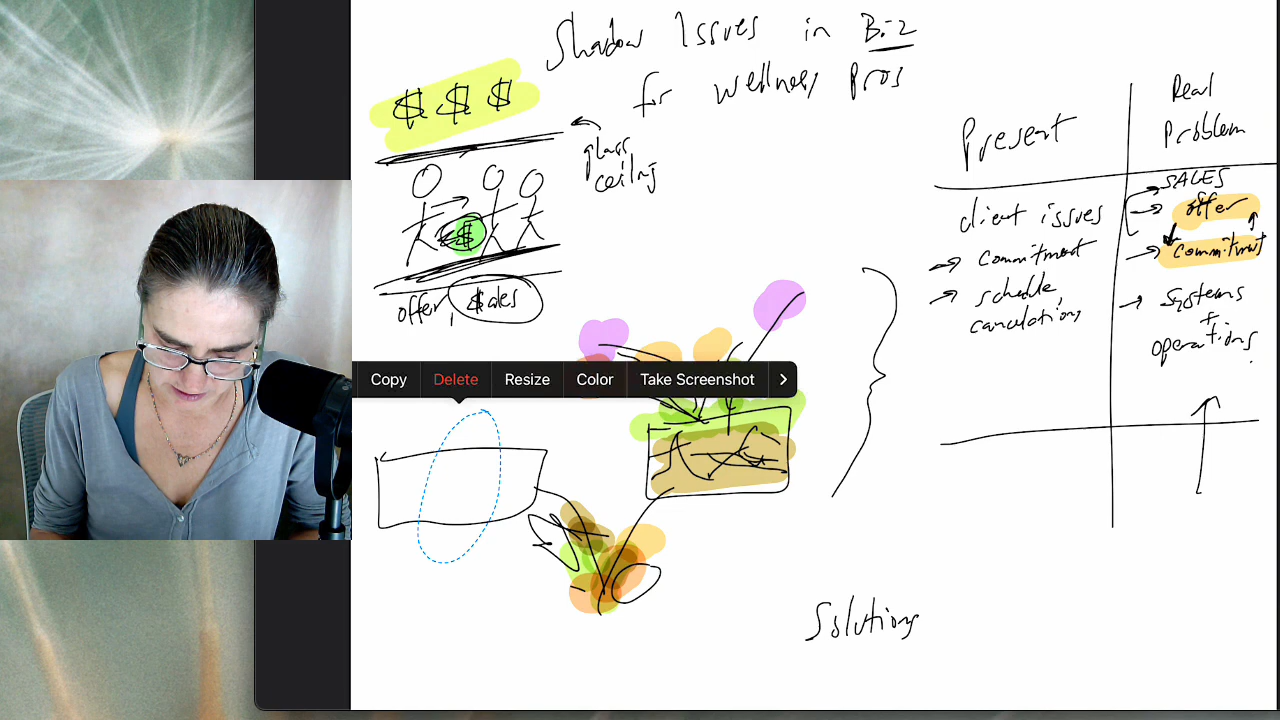 Shadow Issues in Biz
for wellness Pros
$ $ $
glass
ceiling
$
offer, $ales
Copy Delete Resize Color Take Screenshot
Present
Real
Problem
client issues
→ commitment
→ schedule,
cancelations
→ SALES
→ offer
→ commitment
→ systems
+
operations
Solutions